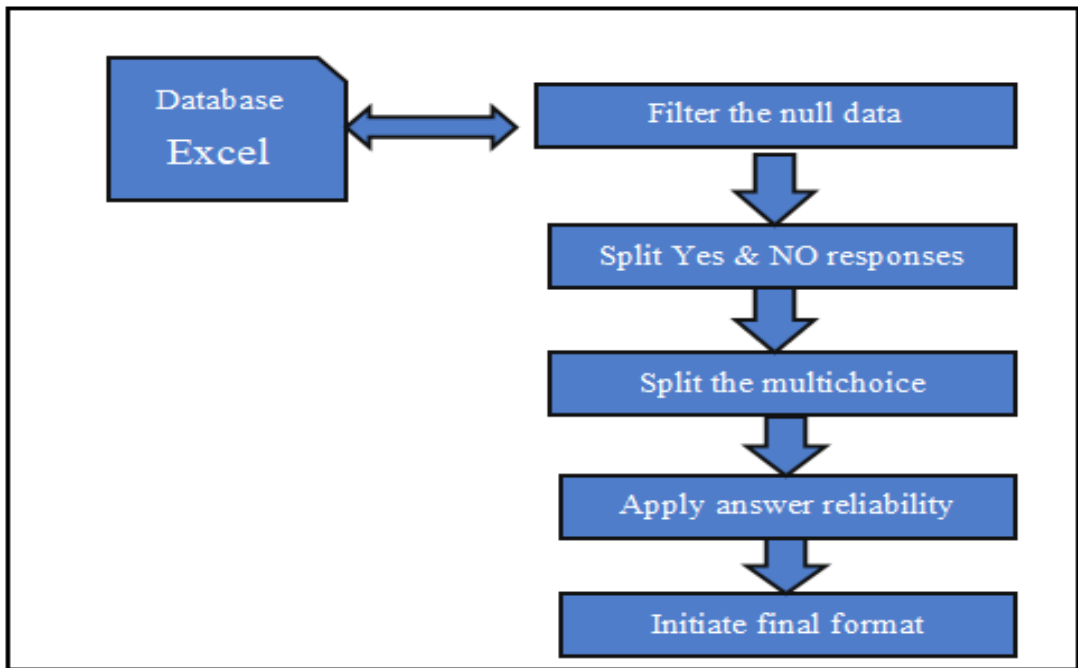 Database
Excel
Filter the null data
Split Yes & NO responses
Split the multichoice
Apply answer reliability
Initiate final format